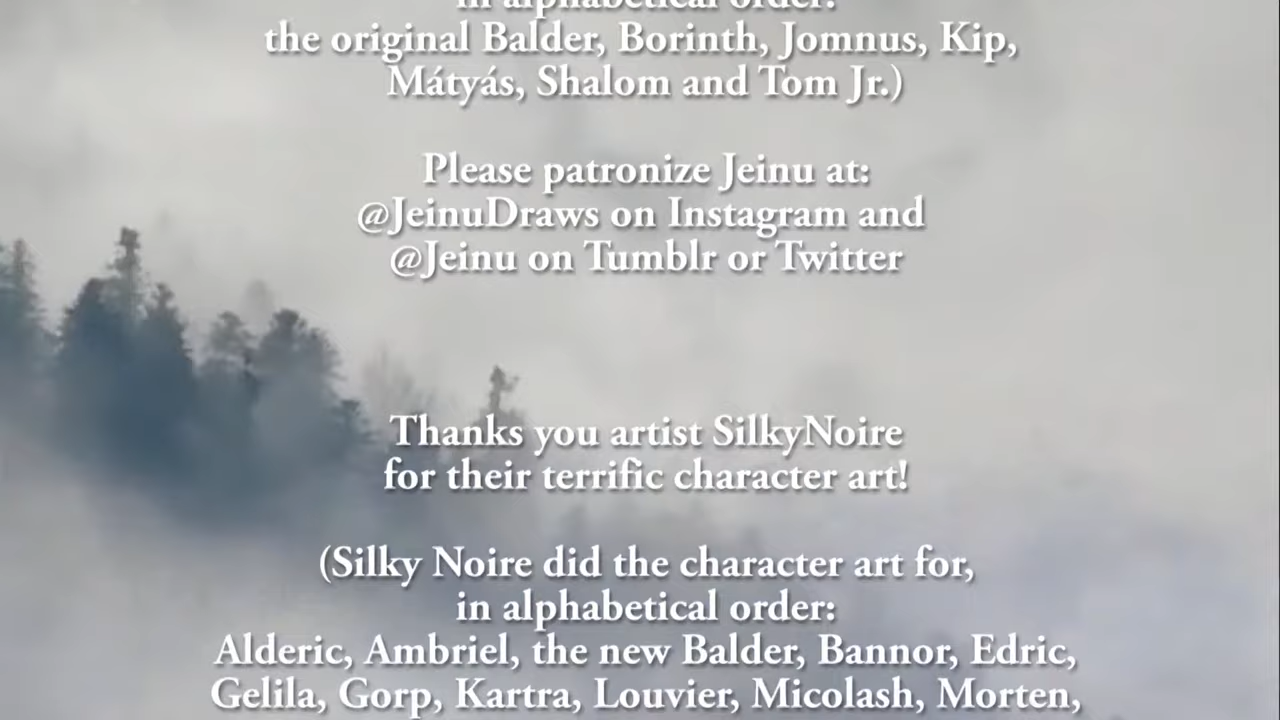 in alphabetical order:
the original Balder, Borinth, Jomnus, Kip,
Mátyás, Shalom and Tom Jr.)
Please patronize Jeinu at:
@JeinuDraws on Instagram and
@Jeinu on Tumblr or Twitter
Thanks you artist SilkyNoire
for their terrific character art!
(Silky Noire did the character art for,
in alphabetical order:
Alderic, Ambriel, the new Balder, Bannor, Edric,
Gelila, Gorp, Kartra, Louvier, Micolash, Morten,